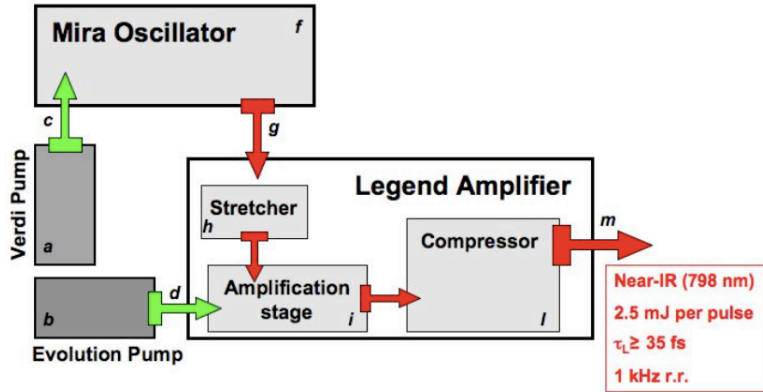 Mira Oscillator
f
c
g
Verdi Pump
a
Legend Amplifier
Stretcher
h
m
Compressor
Amplification
stage
i
l
d
b
Evolution Pump
Near-IR (798 nm)
2.5 mJ per pulse
τL≥ 35 fs
1 kHz r.r.